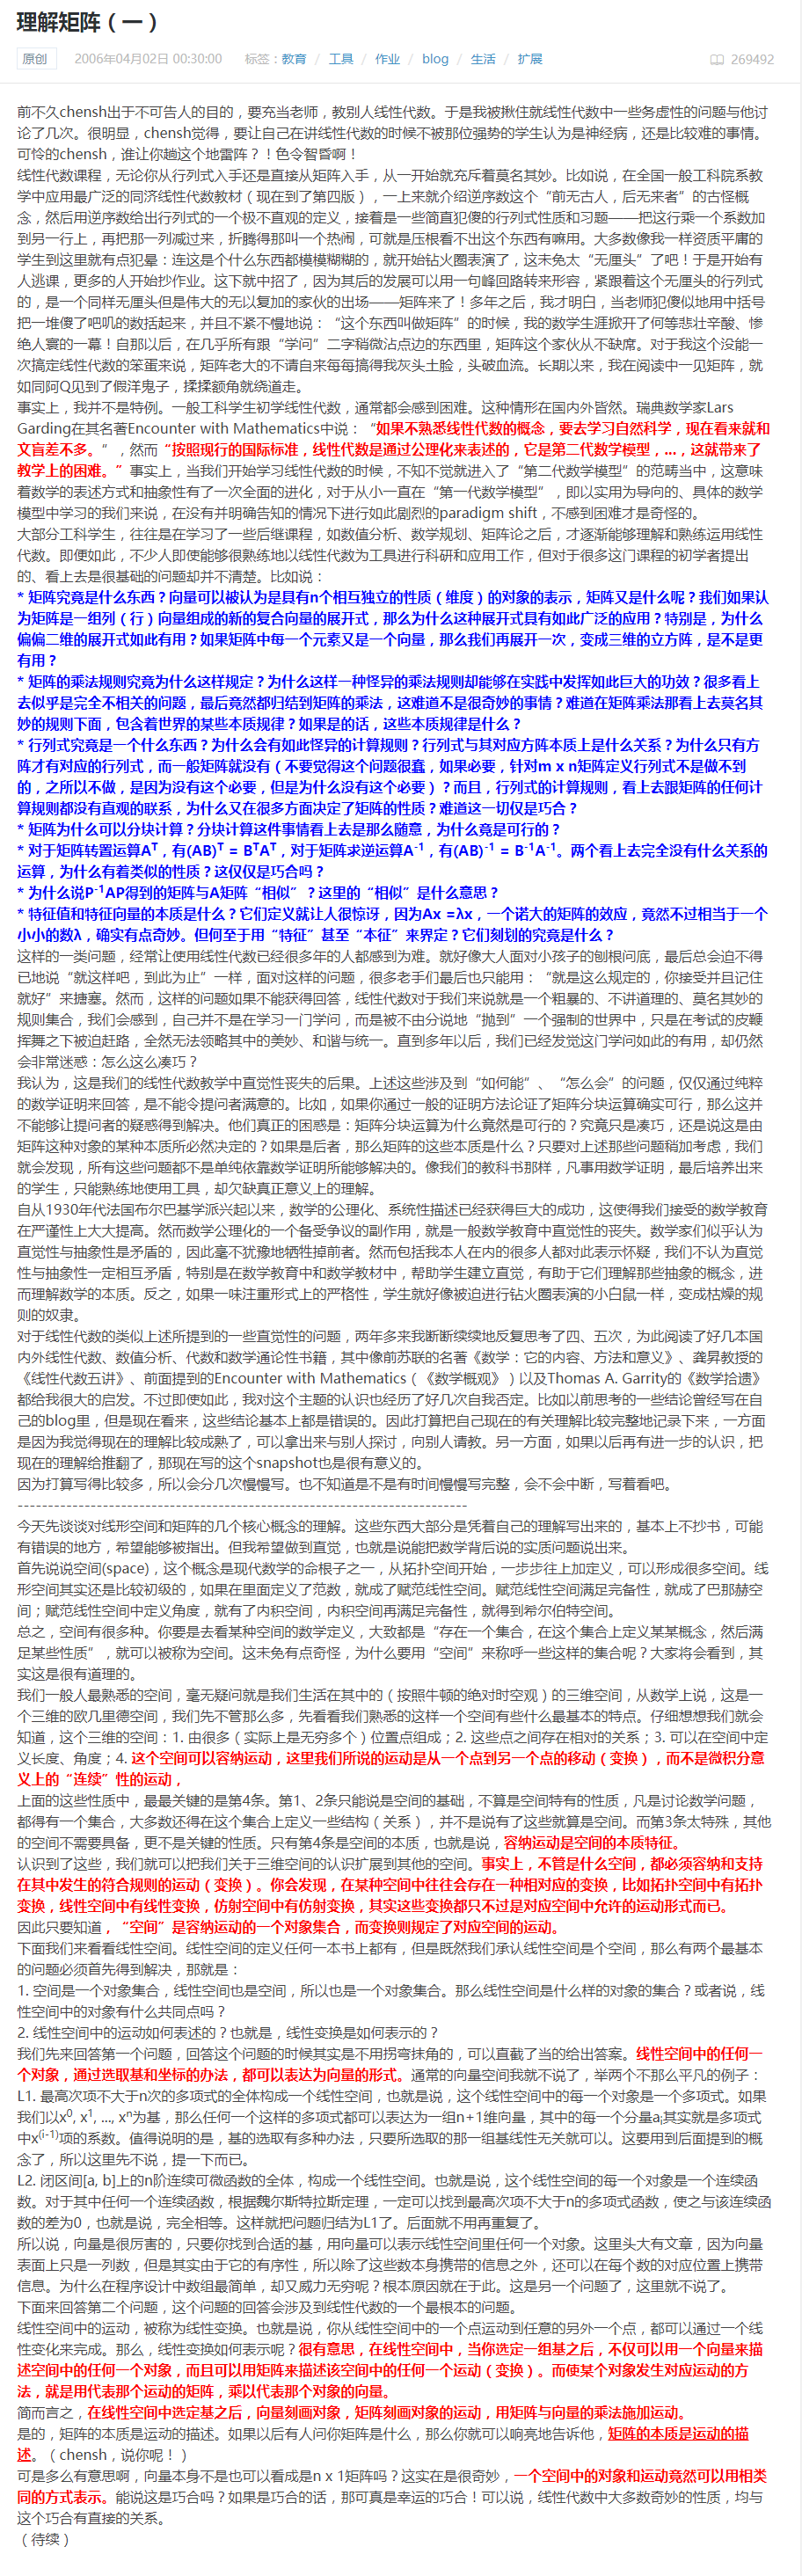 理解矩阵（一）
原创 2006年04月02日 00:30:00 标签：教育 / 工具 / 作业 / blog / 生活 / 扩展 269492
前不久chensh出于不可告人的目的，要充当老师，教别人线性代数。于是我被揪住就线性代数中一些务虚性的问题与他讨
论了几次。很明显，chensh觉得，要让自己在讲线性代数的时候不被那位强势的学生认为是神经病，还是比较难的事情。
可怜的chensh，谁让你趟这个地雷阵？！色令智昏啊！
线性代数课程，无论你从行列式入手还是直接从矩阵入手，从一开始就充斥着莫名其妙。比如说，在全国一般工科院系教
学中应用最广泛的同济线性代数教材（现在到了第四版），一上来就介绍逆序数这个“前无古人，后无来者”的古怪概
念，然后用逆序数给出行列式的一个极不直观的定义，接着是一些简直犯傻的行列式性质和习题——把这行乘一个系数加
到另一行上，再把那一列减过来，折腾得那叫一个热闹，可就是压根看不出这个东西有嘛用。大多数像我一样资质平庸的
学生到这里就有点犯晕：连这是个什么东西都模模糊糊的，就开始钻火圈表演了，这未免太“无厘头”了吧！于是开始有
人逃课，更多的人开始抄作业。这下就中招了，因为其后的发展可以用一句峰回路转来形容，紧跟着这个无厘头的行列式
的，是一个同样无厘头但是伟大的无以复加的家伙的出场——矩阵来了！多年之后，我才明白，当老师犯傻似地用中括号
把一堆傻了吧叽的数括起来，并且不紧不慢地说：“这个东西叫做矩阵”的时候，我的数学生涯掀开了何等悲壮辛酸、惨
绝人寰的一幕！自那以后，在几乎所有跟“学问”二字稍微沾点边的东西里，矩阵这个家伙从不缺席。对于我这个没能一
次搞定线性代数的笨蛋来说，矩阵老大的不请自来每每搞得我灰头土脸，头破血流。长期以来，我在阅读中一见矩阵，就
如同阿Q见到了假洋鬼子，揉揉额角就绕道走。
事实上，我并不是特例。一般工科学生初学线性代数，通常都会感到困难。这种情形在国内外皆然。瑞典数学家Lars
Garding在其名著Encounter with Mathematics中说：“如果不熟悉线性代数的概念，要去学习自然科学，现在看来就和
文盲差不多。”，然而“按照现行的国际标准，线性代数是通过公理化来表述的，它是第二代数学模型，...，这就带来了
教学上的困难。”事实上，当我们开始学习线性代数的时候，不知不觉就进入了“第二代数学模型”的范畴当中，这意味
着数学的表述方式和抽象性有了一次全面的进化，对于从小一直在“第一代数学模型”，即以实用为导向的、具体的数学
模型中学习的我们来说，在没有并明确告知的情况下进行如此剧烈的paradigm shift，不感到困难才是奇怪的。
大部分工科学生，往往是在学习了一些后继课程，如数值分析、数学规划、矩阵论之后，才逐渐能够理解和熟练运用线性
代数。即便如此，不少人即使能够很熟练地以线性代数为工具进行科研和应用工作，但对于很多这门课程的初学者提出
的、看上去是很基础的问题却并不清楚。比如说：
* 矩阵究竟是什么东西？向量可以被认为是具有n个相互独立的性质（维度）的对象的表示，矩阵又是什么呢？我们如果认
为矩阵是一组列（行）向量组成的新的复合向量的展开式，那么为什么这种展开式具有如此广泛的应用？特别是，为什么
偏偏二维的展开式如此有用？如果矩阵中每一个元素又是一个向量，那么我们再展开一次，变成三维的立方阵，是不是更
有用？
* 矩阵的乘法规则究竟为什么这样规定？为什么这样一种怪异的乘法规则却能够在实践中发挥如此巨大的功效？很多看上
去似乎是完全不相关的问题，最后竟然都归结到矩阵的乘法，这难道不是很奇妙的事情？难道在矩阵乘法那看上去莫名其
妙的规则下面，包含着世界的某些本质规律？如果是的话，这些本质规律是什么？
* 行列式究竟是一个什么东西？为什么会有如此怪异的计算规则？行列式与其对应方阵本质上是什么关系？为什么只有方
阵才有对应的行列式，而一般矩阵就没有（不要觉得这个问题很蠢，如果必要，针对m x n矩阵定义行列式不是做不到
的，之所以不做，是因为没有这个必要，但是为什么没有这个必要）？而且，行列式的计算规则，看上去跟矩阵的任何计
算规则都没有直观的联系，为什么又在很多方面决定了矩阵的性质？难道这一切仅是巧合？
* 矩阵为什么可以分块计算？分块计算这件事情看上去是那么随意，为什么竟是可行的？
* 对于矩阵转置运算Aᵀ，有(AB)ᵀ = BᵀAᵀ，对于矩阵求逆运算A⁻¹，有(AB)⁻¹ = B⁻¹A⁻¹。两个看上去完全没有什么关系的
运算，为什么有着类似的性质？这仅仅是巧合吗？
* 为什么说P⁻¹AP得到的矩阵与A矩阵“相似”？这里的“相似”是什么意思？
* 特征值和特征向量的本质是什么？它们定义就让人很惊讶，因为Ax =λx，一个诺大的矩阵的效应，竟然不过相当于一个
小小的数λ，确实有点奇妙。但何至于用“特征”甚至“本征”来界定？它们刻划的究竟是什么？
这样的一类问题，经常让使用线性代数已经很多年的人都感到为难。就好像大人面对小孩子的刨根问底，最后总会迫不得
已地说“就这样吧，到此为止”一样，面对这样的问题，很多老手们最后也只能用：“就是这么规定的，你接受并且记住
就好”来搪塞。然而，这样的问题如果不能获得回答，线性代数对于我们来说就是一个粗暴的、不讲道理的、莫名其妙的
规则集合，我们会感到，自己并不是在学习一门学问，而是被不由分说地“抛到”一个强制的世界中，只是在考试的皮鞭
挥舞之下被迫赶路，全然无法领略其中的美妙、和谐与统一。直到多年以后，我们已经发觉这门学问如此的有用，却仍然
会非常迷惑：怎么这么凑巧？
我认为，这是我们的线性代数教学中直觉性丧失的后果。上述这些涉及到“如何能”、“怎么会”的问题，仅仅通过纯粹
的数学证明来回答，是不能令提问者满意的。比如，如果你通过一般的证明方法论证了矩阵分块运算确实可行，那么这并
不能够让提问者的疑惑得到解决。他们真正的困惑是：矩阵分块运算为什么竟然是可行的？究竟只是凑巧，还是说这是由
矩阵这种对象的某种本质所必然决定的？如果是后者，那么矩阵的这些本质是什么？只要对上述那些问题稍加考虑，我们
就会发现，所有这些问题都不是单纯依靠数学证明所能够解决的。像我们的教科书那样，凡事用数学证明，最后培养出来
的学生，只能熟练地使用工具，却欠缺真正意义上的理解。
自从1930年代法国布尔巴基学派兴起以来，数学的公理化、系统性描述已经获得巨大的成功，这使得我们接受的数学教育
在严谨性上大大提高。然而数学公理化的一个备受争议的副作用，就是一般数学教育中直觉性的丧失。数学家们似乎认为
直觉性与抽象性是矛盾的，因此毫不犹豫地牺牲掉前者。然而包括我本人在内的很多人都对此表示怀疑，我们不认为直觉
性与抽象性一定相互矛盾，特别是在数学教育中和数学教材中，帮助学生建立直觉，有助于它们理解那些抽象的概念，进
而理解数学的本质。反之，如果一味注重形式上的严格性，学生就好像被迫进行钻火圈表演的小白鼠一样，变成枯燥的规
则的奴隶。
对于线性代数的类似上述所提到的一些直觉性的问题，两年多来我断断续续地反复思考了四、五次，为此阅读了好几本国
内外线性代数、数值分析、代数和数学通论性书籍，其中像前苏联的名著《数学：它的内容、方法和意义》、龚昇教授的
《线性代数五讲》、前面提到的Encounter with Mathematics（《数学概观》）以及Thomas A. Garrity的《数学拾遗》
都给我很大的启发。不过即使如此，我对这个主题的认识也经历了好几次自我否定。比如以前思考的一些结论曾经写在自
己的blog里，但是现在看来，这些结论基本上都是错误的。因此打算把自己现在的有关理解比较完整地记录下来，一方面
是因为我觉得现在的理解比较成熟了，可以拿出来与别人探讨，向别人请教。另一方面，如果以后再有进一步的认识，把
现在的理解给推翻了，那现在写的这个snapshot也是很有意义的。
因为打算写得比较多，所以会分几次慢慢写。也不知道是不是有时间慢慢写完整，会不会中断，写着看吧。
--------------------------------------------------------------------------
今天先谈谈对线形空间和矩阵的几个核心概念的理解。这些东西大部分是凭着自己的理解写出来的，基本上不抄书，可能
有错误的地方，希望能够被指出。但我希望做到直觉，也就是说能把数学背后说的实质问题说出来。
首先说说空间(space)，这个概念是现代数学的命根子之一，从拓扑空间开始，一步步往上加定义，可以形成很多空间。线
形空间其实还是比较初级的，如果在里面定义了范数，就成了赋范线性空间。赋范线性空间满足完备性，就成了巴那赫空
间；赋范线性空间中定义角度，就有了内积空间，内积空间再满足完备性，就得到希尔伯特空间。
总之，空间有很多种。你要是去看某种空间的数学定义，大致都是“存在一个集合，在这个集合上定义某某概念，然后满
足某些性质”，就可以被称为空间。这未免有点奇怪，为什么要用“空间”来称呼一些这样的集合呢？大家将会看到，其
实这是很有道理的。
我们一般人最熟悉的空间，毫无疑问就是我们生活在其中的（按照牛顿的绝对时空观）的三维空间，从数学上说，这是一
个三维的欧几里德空间，我们先不管那么多，先看看我们熟悉的这样一个空间有些什么最基本的特点。仔细想想我们就会
知道，这个三维的空间：1. 由很多（实际上是无穷多个）位置点组成；2. 这些点之间存在相对的关系；3. 可以在空间中定
义长度、角度；4. 这个空间可以容纳运动，这里我们所说的运动是从一个点到另一个点的移动（变换），而不是微积分意
义上的“连续”性的运动，
上面的这些性质中，最最关键的是第4条。第1、2条只能说是空间的基础，不算是空间特有的性质，凡是讨论数学问题，
都得有一个集合，大多数还得在这个集合上定义一些结构（关系），并不是说有了这些就算是空间。而第3条太特殊，其他
的空间不需要具备，更不是关键的性质。只有第4条是空间的本质，也就是说，容纳运动是空间的本质特征。
认识到了这些，我们就可以把我们关于三维空间的认识扩展到其他的空间。事实上，不管是什么空间，都必须容纳和支持
在其中发生的符合规则的运动（变换）。你会发现，在某种空间中往往会存在一种相对应的变换，比如拓扑空间中有拓扑
变换，线性空间中有线性变换，仿射空间中有仿射变换，其实这些变换都只不过是对应空间中允许的运动形式而已。
因此只要知道，“空间”是容纳运动的一个对象集合，而变换则规定了对应空间的运动。
下面我们来看看线性空间。线性空间的定义任何一本书上都有，但是既然我们承认线性空间是个空间，那么有两个最基本
的问题必须首先得到解决，那就是：
1. 空间是一个对象集合，线性空间也是空间，所以也是一个对象集合。那么线性空间是什么样的对象的集合？或者说，线
性空间中的对象有什么共同点吗？
2. 线性空间中的运动如何表述的？也就是，线性变换是如何表示的？
我们先来回答第一个问题，回答这个问题的时候其实是不用拐弯抹角的，可以直截了当的给出答案。线性空间中的任何一
个对象，通过选取基和坐标的办法，都可以表达为向量的形式。通常的向量空间我就不说了，举两个不那么平凡的例子：
L1. 最高次项不大于n次的多项式的全体构成一个线性空间，也就是说，这个线性空间中的每一个对象是一个多项式。如果
我们以x⁰, x¹, ..., xⁿ为基，那么任何一个这样的多项式都可以表达为一组n+1维向量，其中的每一个分量aᵢ其实就是多项式
中x⁽ⁱ⁻¹⁾项的系数。值得说明的是，基的选取有多种办法，只要所选取的那一组基线性无关就可以。这要用到后面提到的概
念了，所以这里先不说，提一下而已。
L2. 闭区间[a, b]上的n阶连续可微函数的全体，构成一个线性空间。也就是说，这个线性空间的每一个对象是一个连续函
数。对于其中任何一个连续函数，根据魏尔斯特拉斯定理，一定可以找到最高次项不大于n的多项式函数，使之与该连续函
数的差为0，也就是说，完全相等。这样就把问题归结为L1了。后面就不用再重复了。
所以说，向量是很厉害的，只要你找到合适的基，用向量可以表示线性空间里任何一个对象。这里头大有文章，因为向量
表面上只是一列数，但是其实由于它的有序性，所以除了这些数本身携带的信息之外，还可以在每个数的对应位置上携带
信息。为什么在程序设计中数组最简单，却又威力无穷呢？根本原因就在于此。这是另一个问题了，这里就不说了。
下面来回答第二个问题，这个问题的回答会涉及到线性代数的一个最根本的问题。
线性空间中的运动，被称为线性变换。也就是说，你从线性空间中的一个点运动到任意的另外一个点，都可以通过一个线
性变化来完成。那么，线性变换如何表示呢？很有意思，在线性空间中，当你选定一组基之后，不仅可以用一个向量来描
述空间中的任何一个对象，而且可以用矩阵来描述该空间中的任何一个运动（变换）。而使某个对象发生对应运动的方
法，就是用代表那个运动的矩阵，乘以代表那个对象的向量。
简而言之，在线性空间中选定基之后，向量刻画对象，矩阵刻画对象的运动，用矩阵与向量的乘法施加运动。
是的，矩阵的本质是运动的描述。如果以后有人问你矩阵是什么，那么你就可以响亮地告诉他，矩阵的本质是运动的描
述。（chensh，说你呢！）
可是多么有意思啊，向量本身不是也可以看成是n x 1矩阵吗？这实在是很奇妙，一个空间中的对象和运动竟然可以用相类
同的方式表示。能说这是巧合吗？如果是巧合的话，那可真是幸运的巧合！可以说，线性代数中大多数奇妙的性质，均与
这个巧合有直接的关系。
（待续）